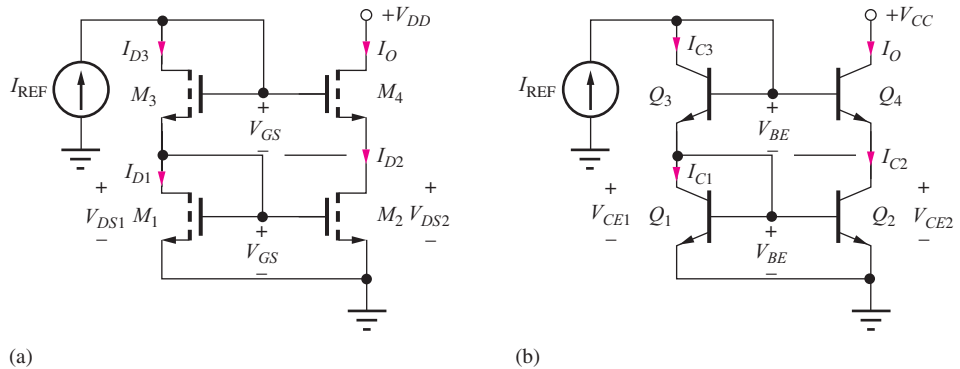 +V_DD
I_D3
I_O
I_REF
M_3
M_4
+
V_GS
−
I_D1
I_D2
+
V_DS1
−
M_1
M_2
+
V_DS2
−
+
V_GS
−
(a)
+V_CC
I_C3
I_O
I_REF
Q_3
Q_4
+
V_BE
−
I_C1
I_C2
+
V_CE1
−
Q_1
Q_2
+
V_CE2
−
+
V_BE
−
(b)